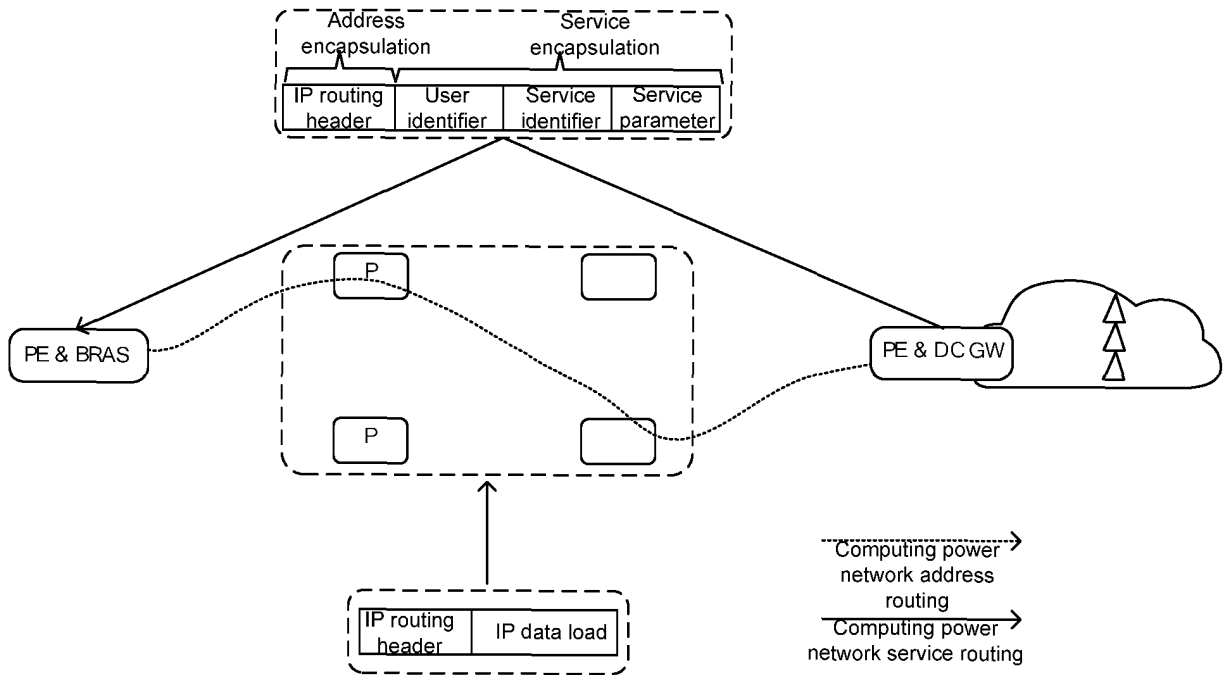 Address
encapsulation
Service
encapsulation
IP routing
header
User
identifier
Service
identifier
Service
parameter
P
PE & BRAS
PE & DC GW
P
Computing power
network address
routing
Computing power
network service routing
IP routing
header
IP data load